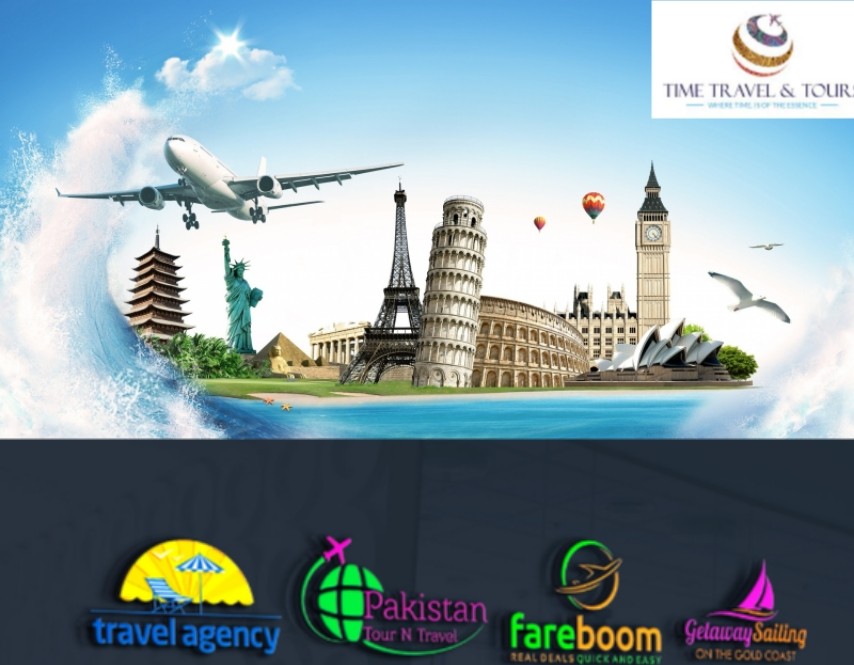 TIME TRAVEL & TOURS
WHERE TIME IS OF THE ESSENCE
travel agency
Pakistan
Tour N Travel
fareboom
REAL DEALS QUICK AND EASY
GetawaySailing
ON THE GOLD COAST